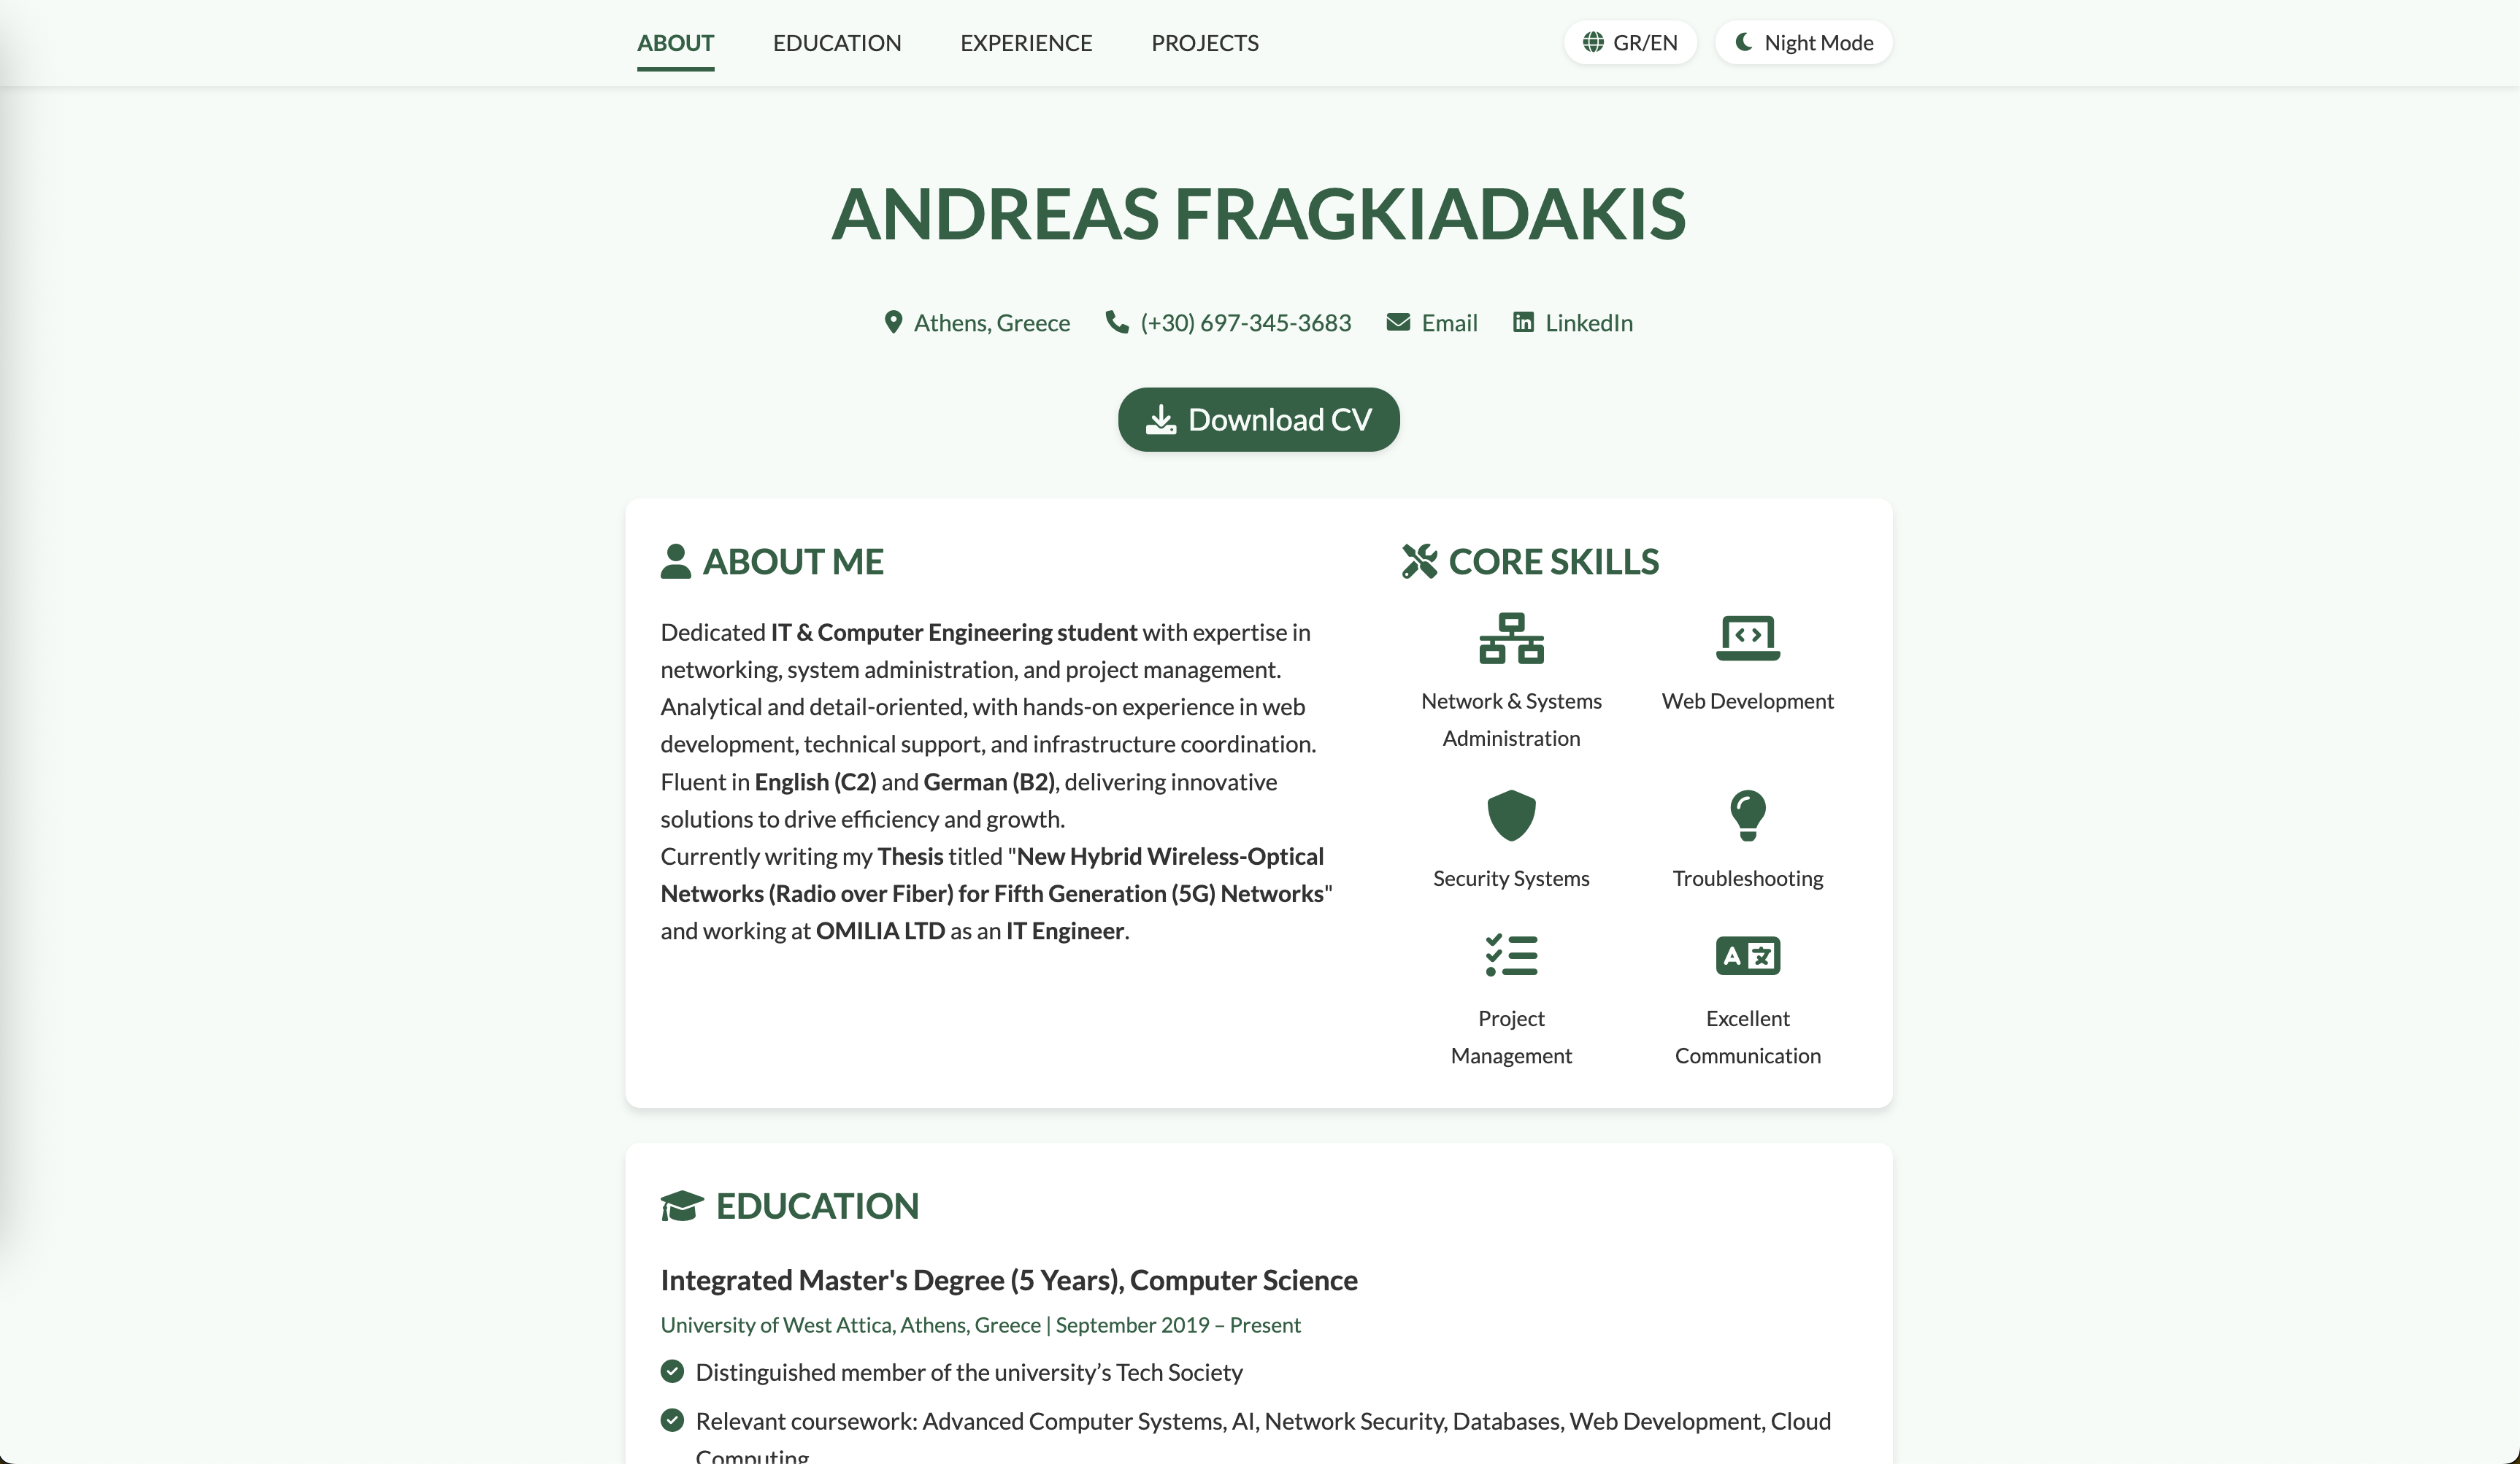 ABOUT
EDUCATION
EXPERIENCE
PROJECTS
GR/EN
Night Mode
ANDREAS FRAGKIADAKIS
Athens, Greece
(+30) 697-345-3683
Email
LinkedIn
Download CV
ABOUT ME
Dedicated IT & Computer Engineering student with expertise in
networking, system administration, and project management.
Analytical and detail-oriented, with hands-on experience in web
development, technical support, and infrastructure coordination.
Fluent in English (C2) and German (B2), delivering innovative
solutions to drive efficiency and growth.
Currently writing my Thesis titled "New Hybrid Wireless-Optical
Networks (Radio over Fiber) for Fifth Generation (5G) Networks"
and working at OMILIA LTD as an IT Engineer.
CORE SKILLS
Network & Systems
Administration
Web Development
Security Systems
Troubleshooting
Project
Management
Excellent
Communication
EDUCATION
Integrated Master's Degree (5 Years), Computer Science
University of West Attica, Athens, Greece | September 2019 – Present
Distinguished member of the university’s Tech Society
Relevant coursework: Advanced Computer Systems, AI, Network Security, Databases, Web Development, Cloud
Computing